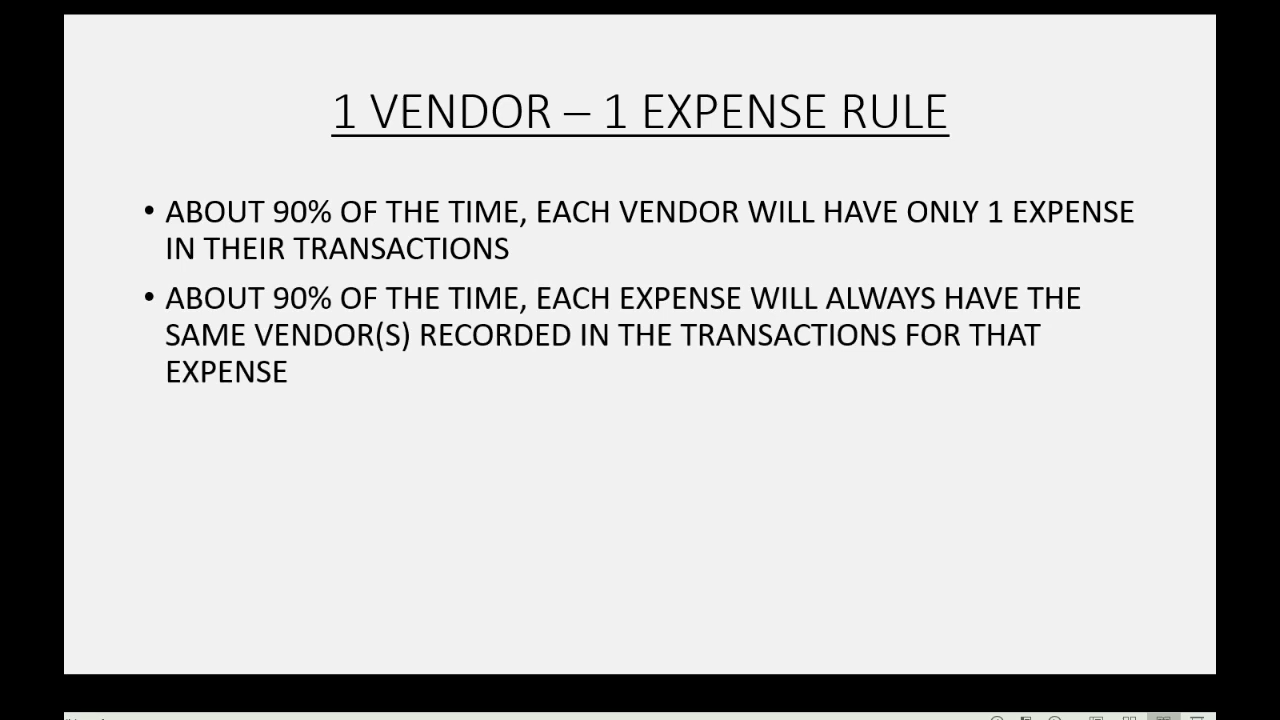 1 VENDOR – 1 EXPENSE RULE
• ABOUT 90% OF THE TIME, EACH VENDOR WILL HAVE ONLY 1 EXPENSE
IN THEIR TRANSACTIONS
• ABOUT 90% OF THE TIME, EACH EXPENSE WILL ALWAYS HAVE THE
SAME VENDOR(S) RECORDED IN THE TRANSACTIONS FOR THAT
EXPENSE